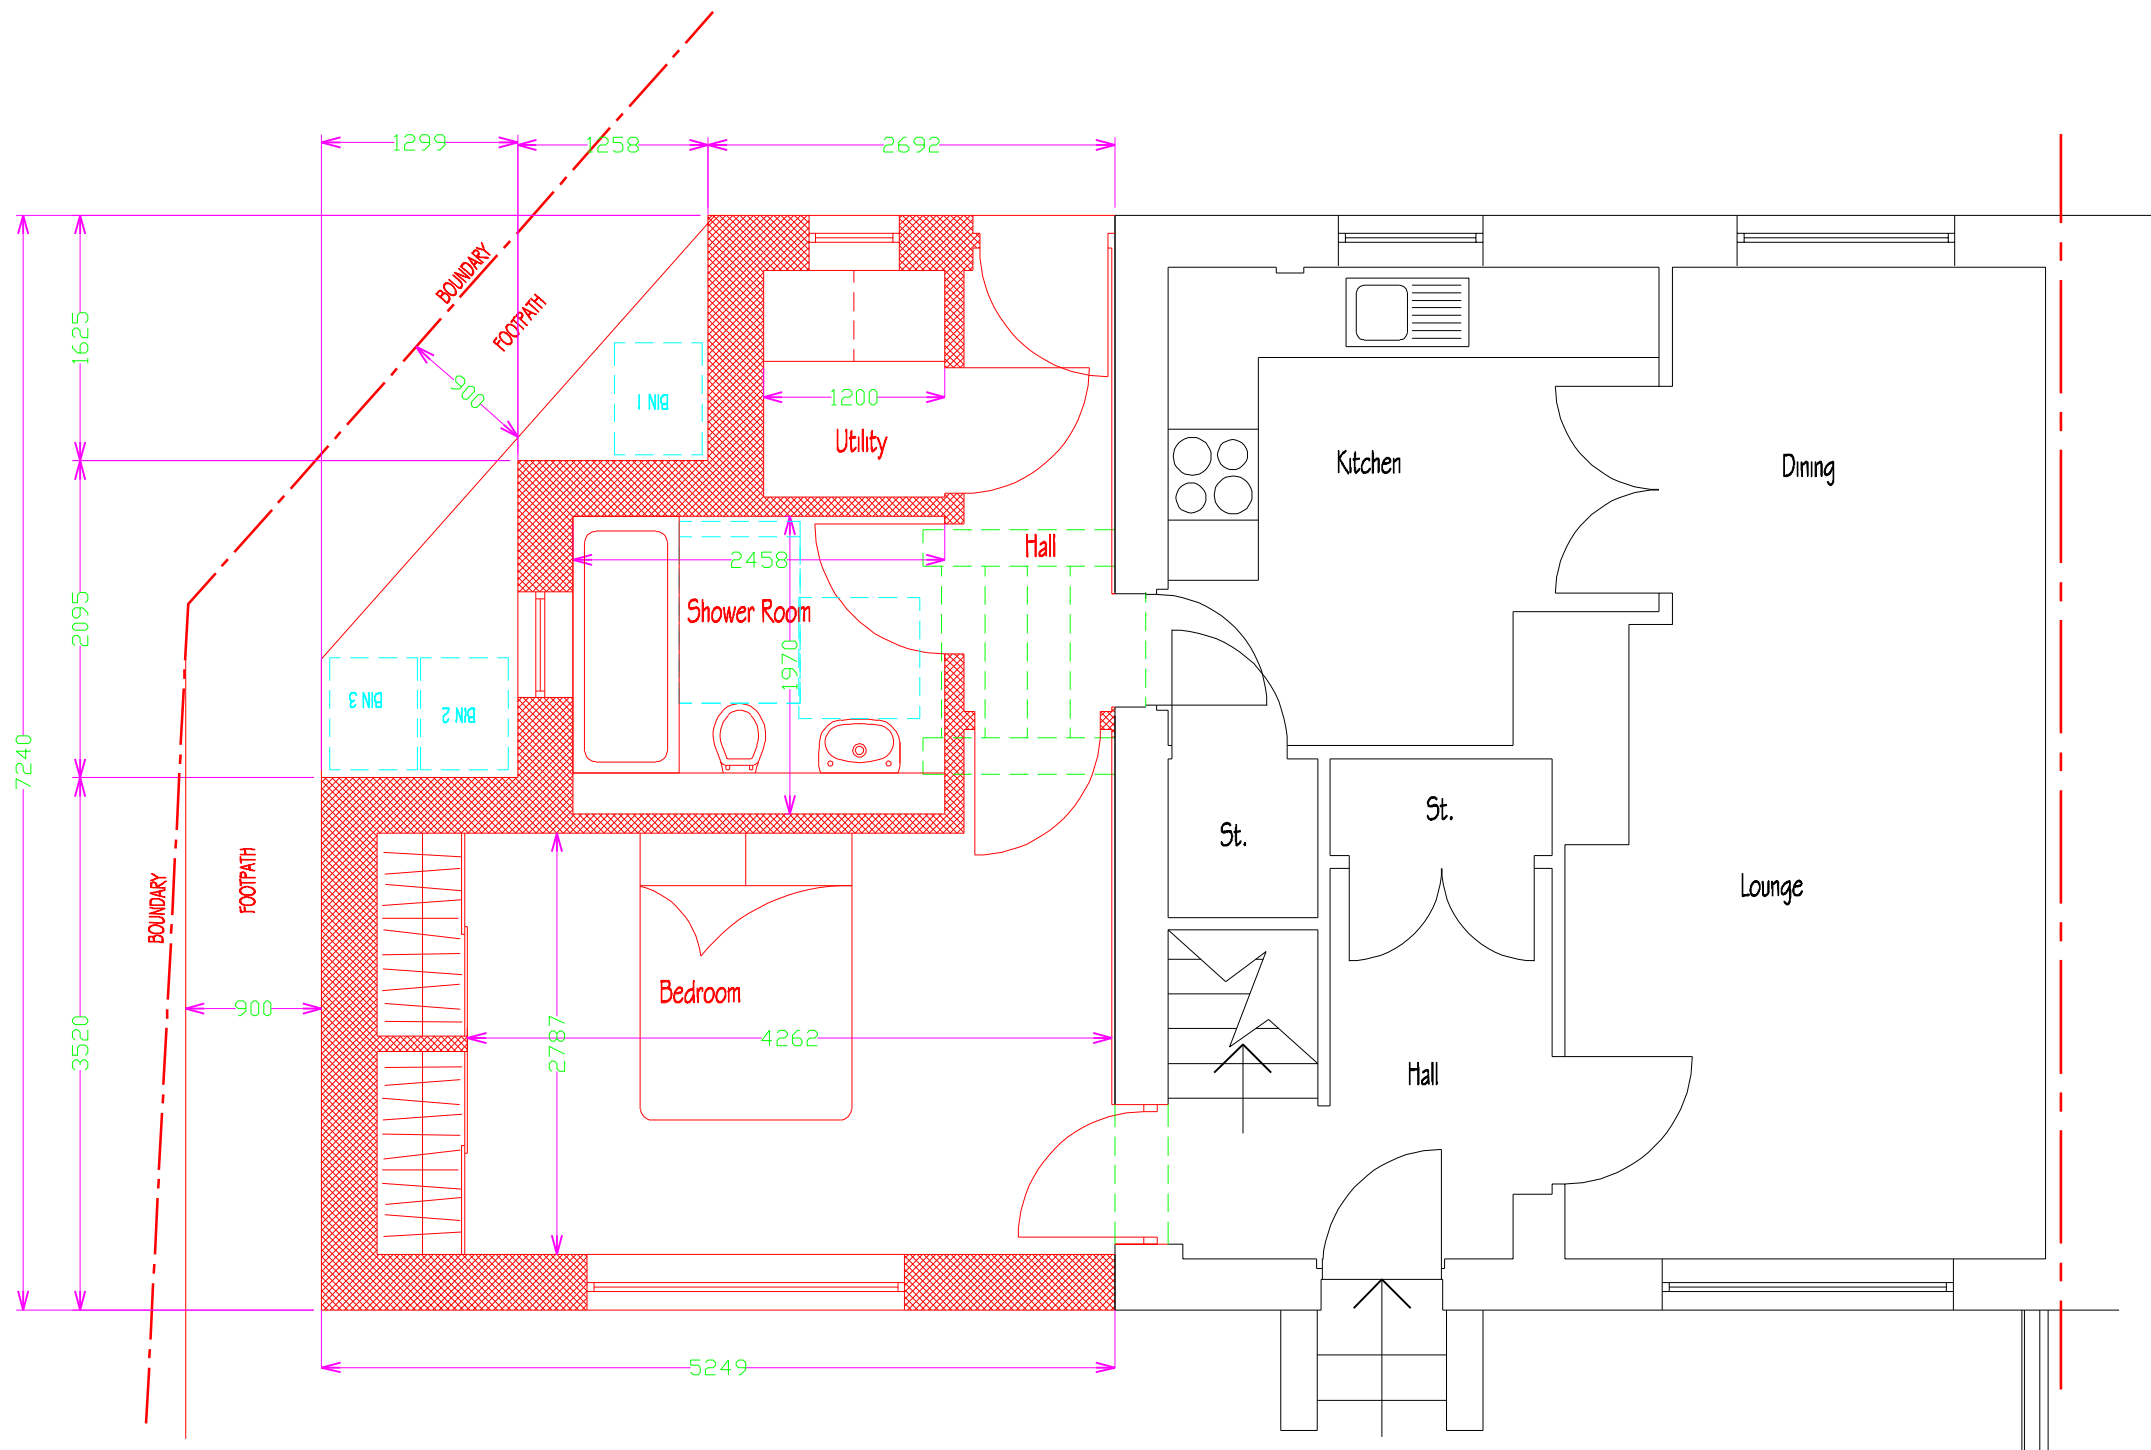 1299
1258
2692
BOUNDARY
FOOTPATH
1625
900
BIN 1
1200
Utility
Kitchen
Dining
Hall
2458
Shower Room
2095
1970
BIN 3
BIN 2
7240
St.
St.
BOUNDARY
FOOTPATH
Lounge
Bedroom
900
3520
2787
4262
Hall
5249